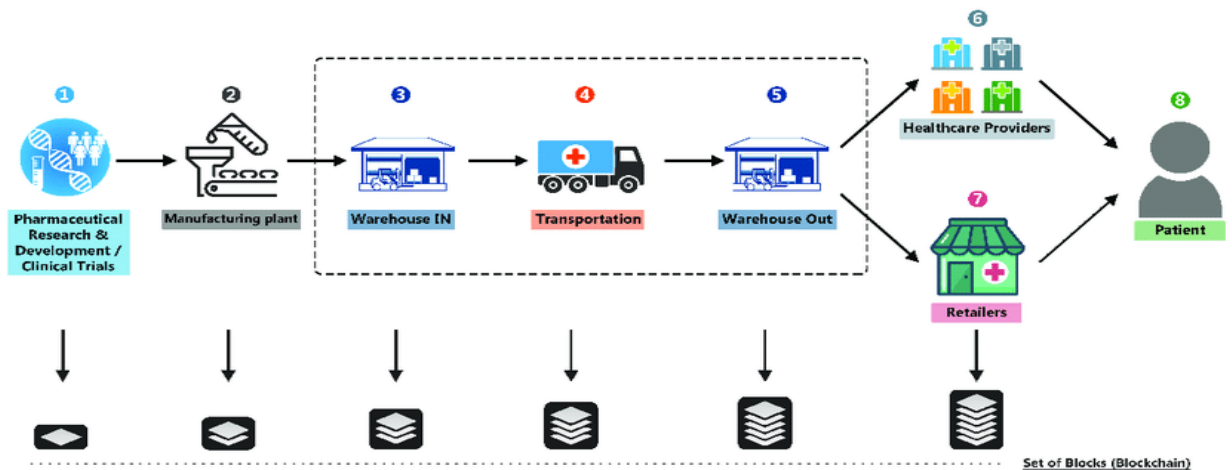 1
2
3
4
5
6
7
8
Pharmaceutical
Research &
Development /
Clinical Trials
Manufacturing plant
Warehouse IN
Transportation
Warehouse Out
Healthcare Providers
Retailers
Patient
Set of Blocks (Blockchain)